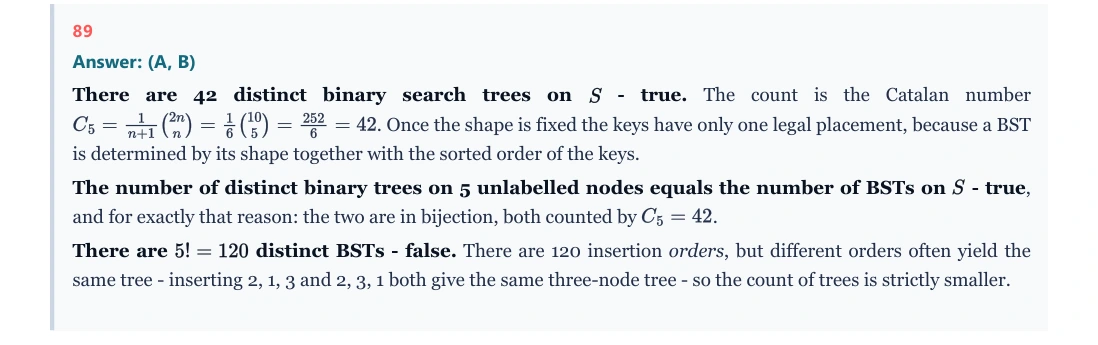 89
Answer: (A, B)
There are 42 distinct binary search trees on S - true. The count is the Catalan number
C₅ = 1/(n+1) (2n n) = 1/6 (10 5) = 252/6 = 42. Once the shape is fixed the keys have only one legal placement, because a BST
is determined by its shape together with the sorted order of the keys.
The number of distinct binary trees on 5 unlabelled nodes equals the number of BSTs on S - true,
and for exactly that reason: the two are in bijection, both counted by C₅ = 42.
There are 5! = 120 distinct BSTs - false. There are 120 insertion orders, but different orders often yield the
same tree - inserting 2, 1, 3 and 2, 3, 1 both give the same three-node tree - so the count of trees is strictly smaller.